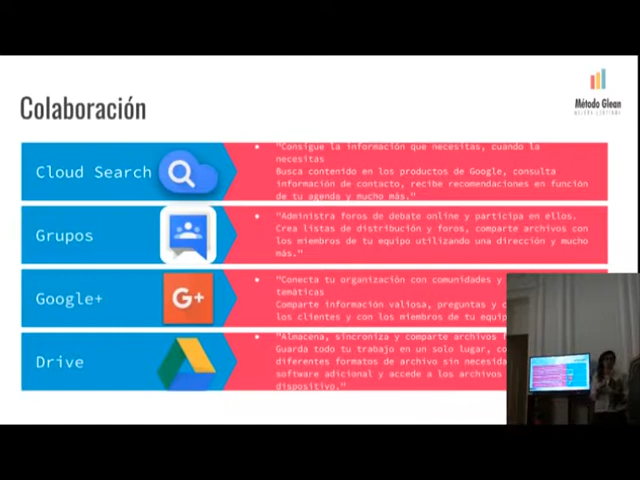 Colaboración
Método Glean
Cloud Search
"Consigue la información que necesitas, cuándo la
necesitas
Busca contenido en los productos de Google, consulta
información de contacto, recibe recomendaciones en función
de tu agenda y mucho más."
Grupos
"Administra foros de debate online y participa en ellos.
Crea listas de distribución y foros, comparte archivos con
los miembros de tu equipo utilizando una dirección y mucho
más."
Google+
G+
"Conecta tu organización con comunidades y
temáticas
Comparte información valiosa, preguntas y
los clientes y con los miembros de tu equip
Drive
"Almacena, sincroniza y comparte archivos
Guarda todo tu trabajo en un solo lugar,
diferentes formatos de archivo sin necesida
software adicional y accede a los archivos
dispositivo."